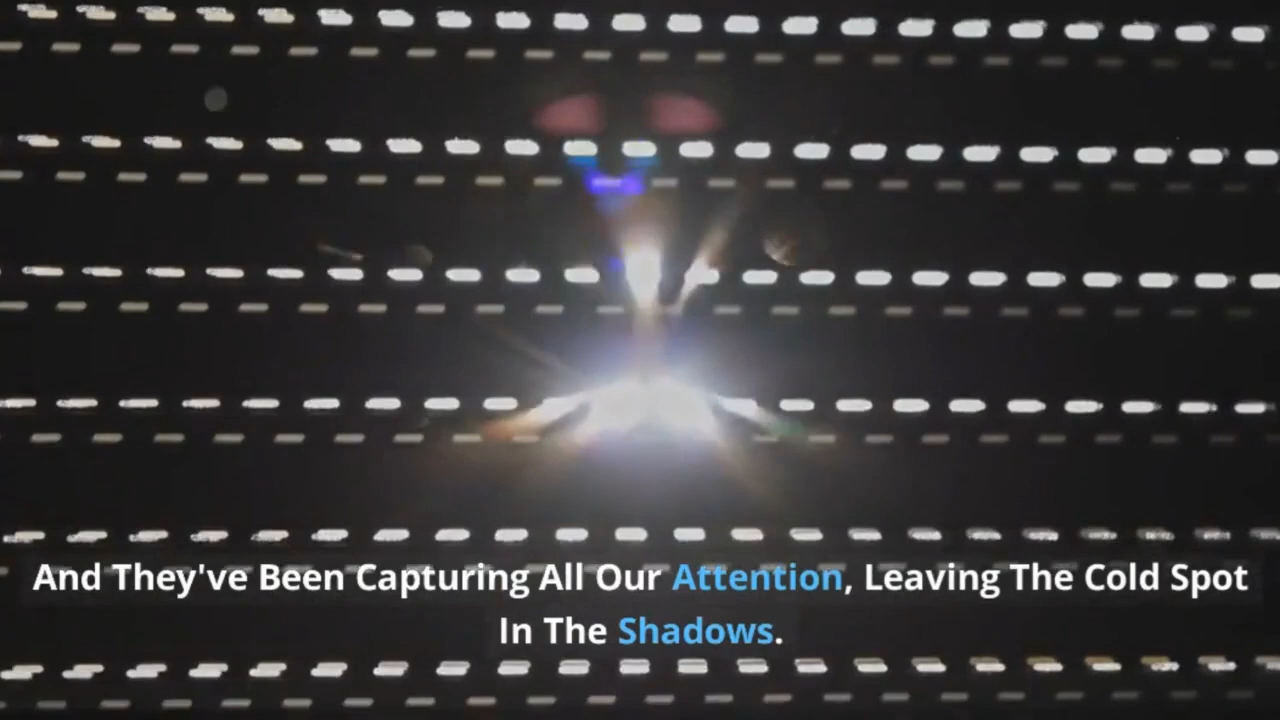 And They've Been Capturing All Our Attention, Leaving The Cold Spot
In The Shadows.